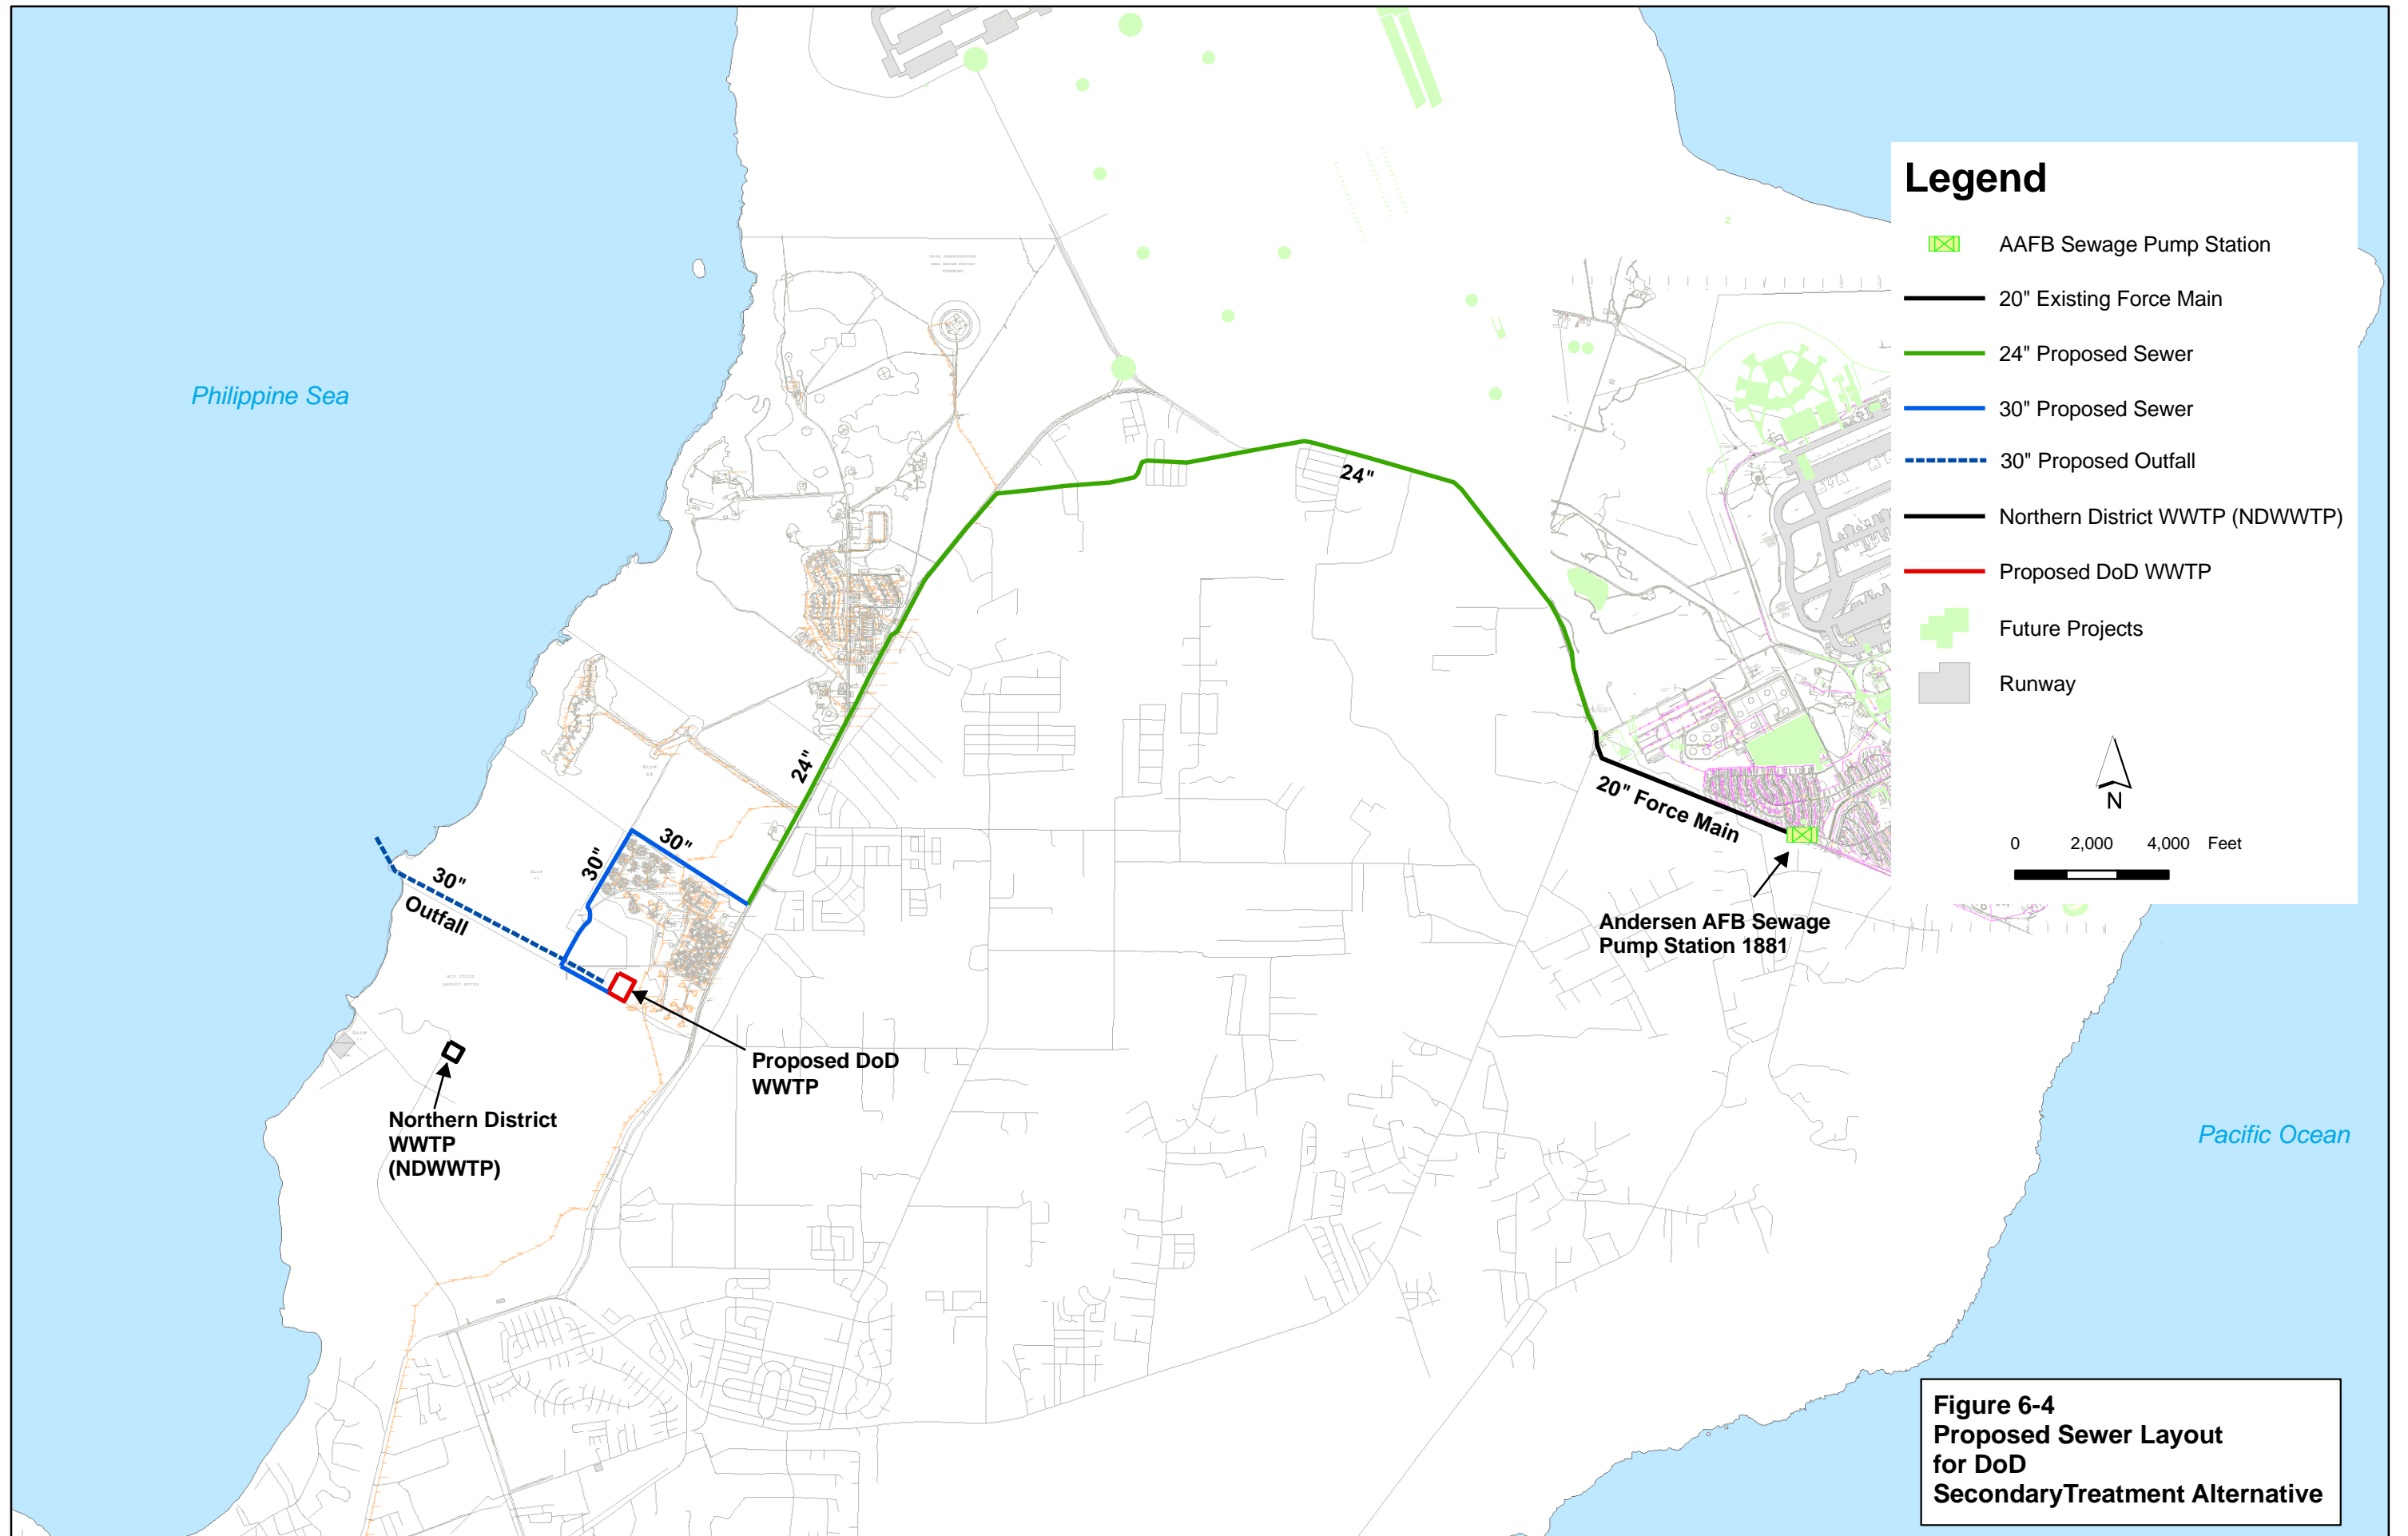 Legend
AAFB Sewage Pump Station
20" Existing Force Main
24" Proposed Sewer
30" Proposed Sewer
30" Proposed Outfall
Northern District WWTP (NDWWTP)
Proposed DoD WWTP
Future Projects
Runway
N
0 2,000 4,000 Feet
Philippine Sea
24"
24"
20" Force Main
30"
30"
30"
Outfall
Andersen AFB Sewage
Pump Station 1881
Proposed DoD
WWTP
Northern District
WWTP
(NDWWTP)
Pacific Ocean
Figure 6-4
Proposed Sewer Layout
for DoD
SecondaryTreatment Alternative